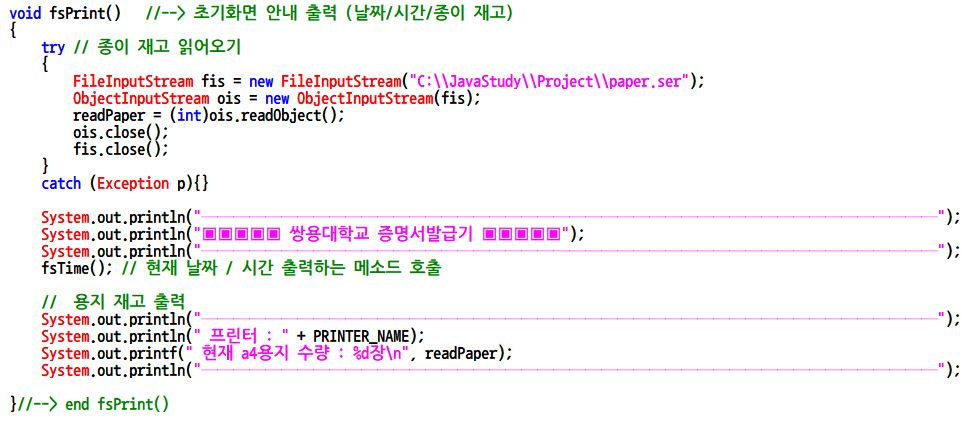 void fsPrint()   //--> 초기화면 안내 출력 (날짜/시간/종이 재고)
{
    try // 종이 재고 읽어오기
    {
        FileInputStream fis = new FileInputStream("C:\\JavaStudy\\Project\\paper.ser");
        ObjectInputStream ois = new ObjectInputStream(fis);
        readPaper = (int)ois.readObject();
        ois.close();
        fis.close();
    }
    catch (Exception p){}

    System.out.println("──────────────────────────────────────────────");
    System.out.println("▣▣▣▣▣ 쌍용대학교 증명서발급기 ▣▣▣▣▣");
    System.out.println("──────────────────────────────────────────────");
    fsTime(); // 현재 날짜 / 시간 출력하는 메소드 호출

    //  용지 재고 출력
    System.out.println("──────────────────────────────────────────────");
    System.out.println(" 프린터 : " + PRINTER_NAME);
    System.out.printf(" 현재 a4용지 수량 : %d장\n", readPaper);
    System.out.println("──────────────────────────────────────────────");

}//--> end fsPrint()